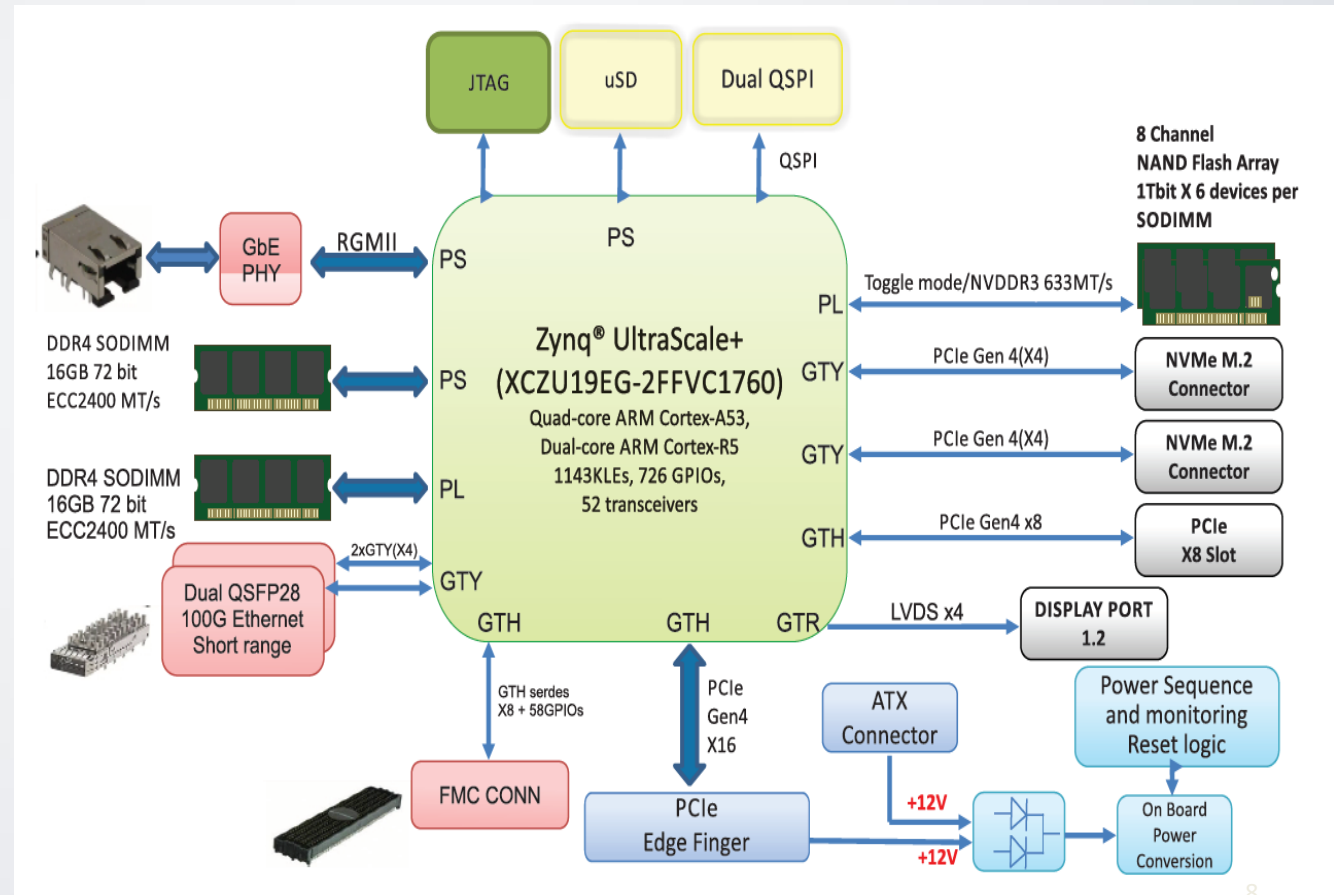 JTAG
uSD
Dual QSPI
QSPI
8 Channel
NAND Flash Array
1Tbit X 6 devices per
SODIMM
GbE
PHY
RGMII
PS
PS
Toggle mode/NVDDR3 633MT/s
PL
DDR4 SODIMM
16GB 72 bit
ECC2400 MT/s
PS
Zynq® UltraScale+
(XCZU19EG-2FFVC1760)
Quad-core ARM Cortex-A53,
Dual-core ARM Cortex-R5
1143KLEs, 726 GPIOs,
52 transceivers
GTY
PCIe Gen 4(X4)
NVMe M.2
Connector
GTY
PCIe Gen 4(X4)
NVMe M.2
Connector
DDR4 SODIMM
16GB 72 bit
ECC2400 MT/s
PL
GTH
PCIe Gen4 x8
PCIe
X8 Slot
2xGTY(X4)
GTY
Dual QSFP28
100G Ethernet
Short range
GTH
GTH
GTR
LVDS x4
DISPLAY PORT
1.2
GTH serdes
X8 + 58GPIOs
PCIe
Gen4
X16
ATX
Connector
Power Sequence
and monitoring
Reset logic
FMC CONN
PCIe
Edge Finger
+12V
+12V
On Board
Power
Conversion
8